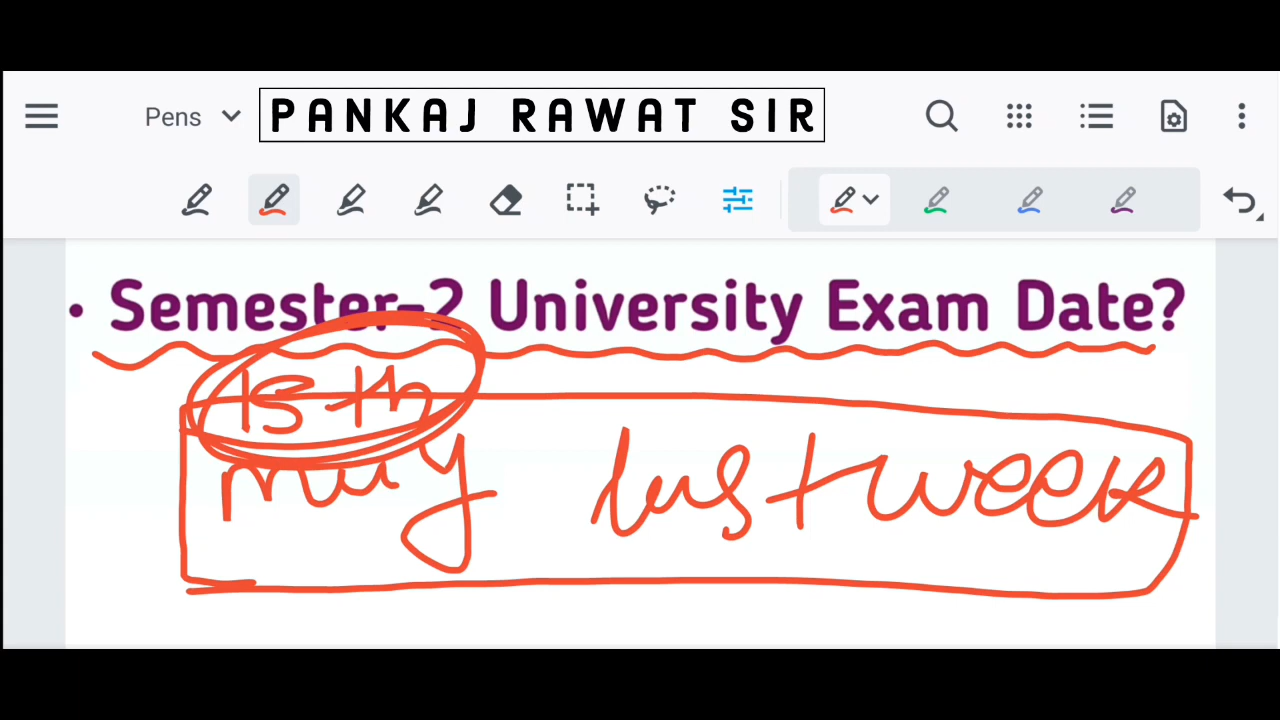 Pens PANKAJ RAWAT SIR
• Semester-2 University Exam Date?
15th
may last week